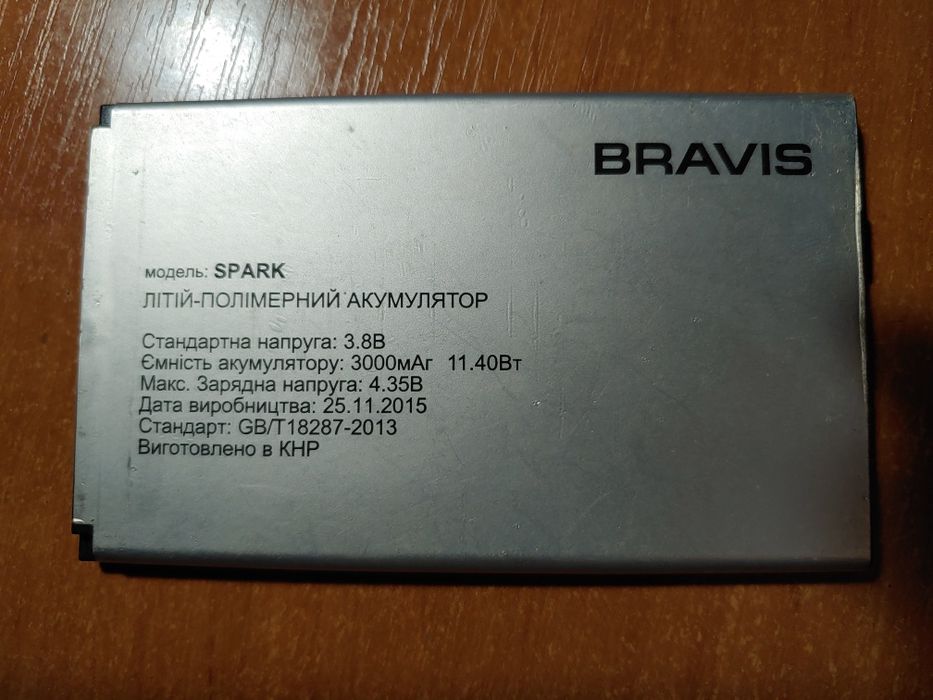 BRAVIS
модель: SPARK
ЛІТІЙ-ПОЛІМЕРНИЙ АКУМУЛЯТОР
Стандартна напруга: 3.8В
Ємність акумулятору: 3000мАг 11.40Вт
Макс. Зарядна напруга: 4.35В
Дата виробництва: 25.11.2015
Стандарт: GB/T18287-2013
Виготовлено в КНР